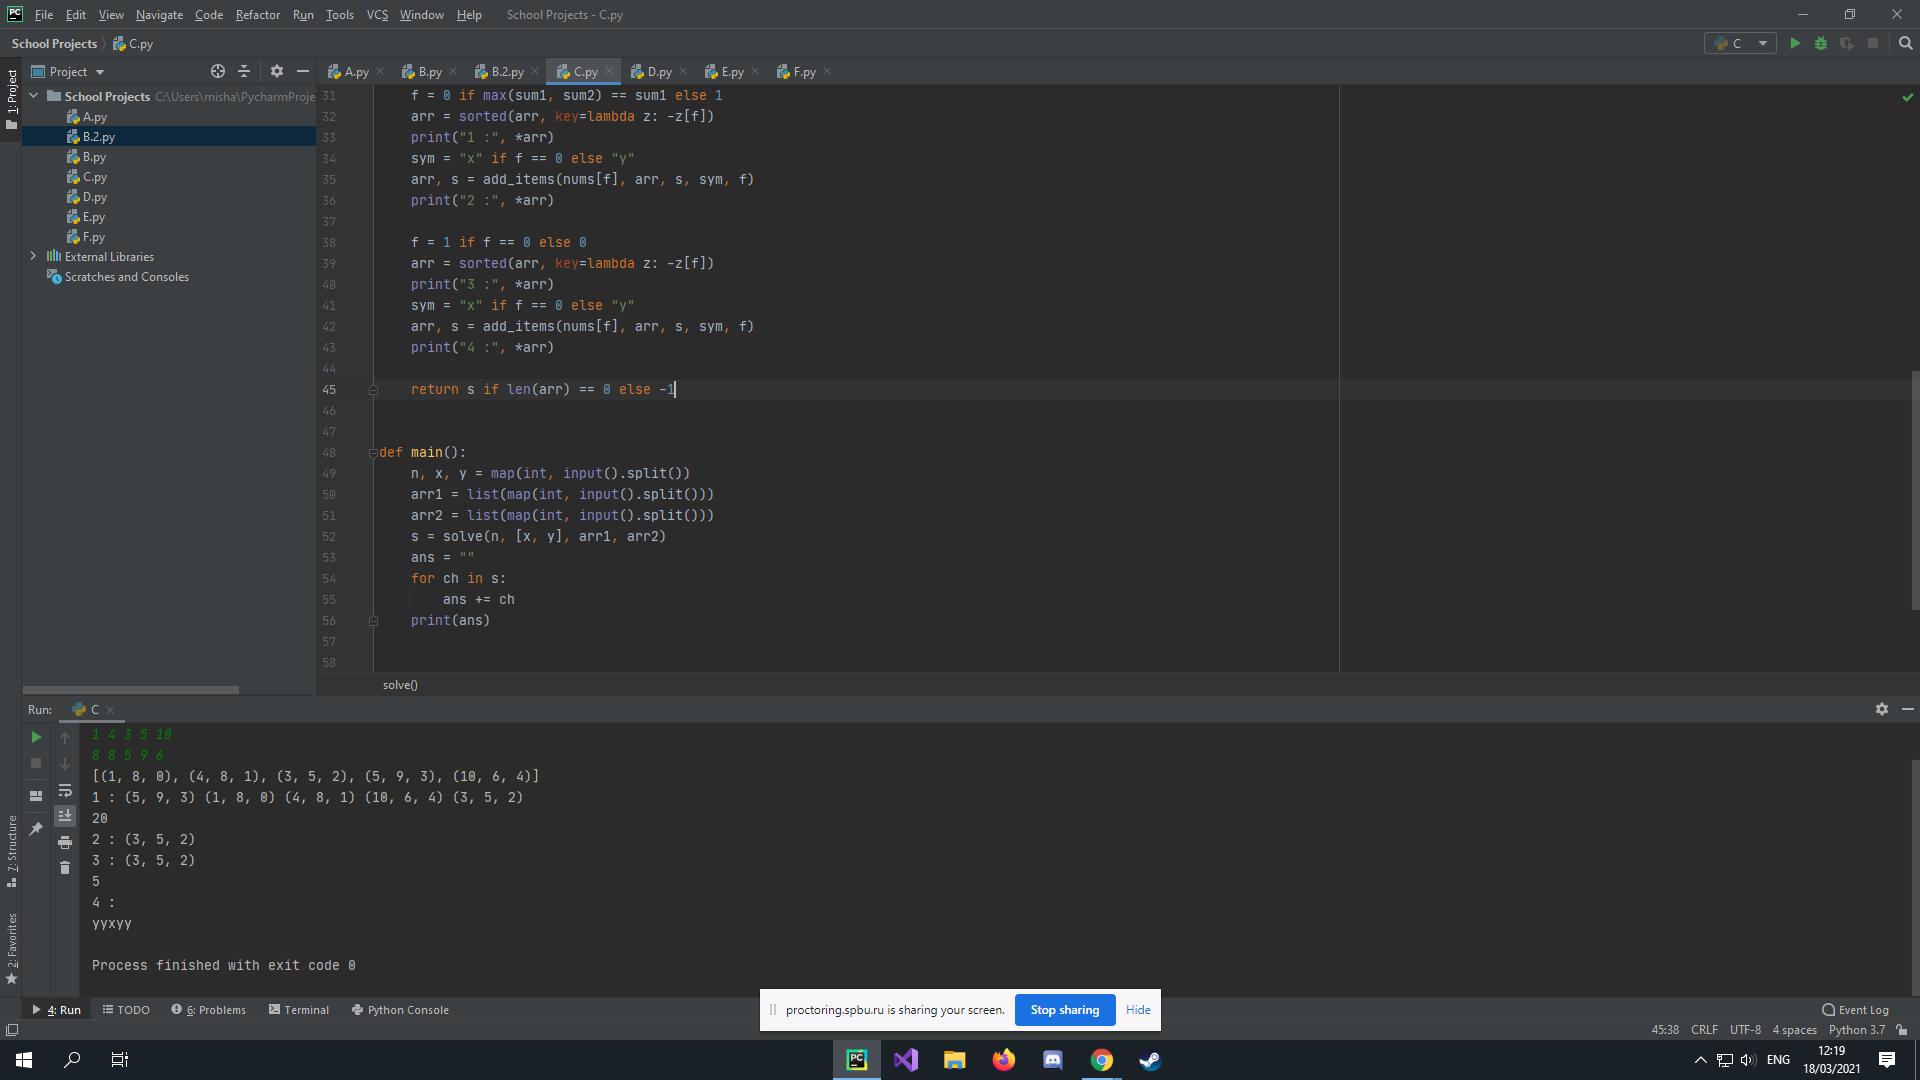 File Edit View Navigate Code Refactor Run Tools VCS Window Help School Projects - C.py
School Projects C.py C
Project A.py B.py B.2.py C.py D.py E.py F.py
1: Project
School Projects C:\Users\misha\PycharmProje
A.py
B.2.py
B.py
C.py
D.py
E.py
F.py
External Libraries
Scratches and Consoles
31 f = 0 if max(sum1, sum2) == sum1 else 1
32 arr = sorted(arr, key=lambda z: -z[f])
33 print("1 :", *arr)
34 sym = "x" if f == 0 else "y"
35 arr, s = add_items(nums[f], arr, s, sym, f)
36 print("2 :", *arr)
37
38 f = 1 if f == 0 else 0
39 arr = sorted(arr, key=lambda z: -z[f])
40 print("3 :", *arr)
41 sym = "x" if f == 0 else "y"
42 arr, s = add_items(nums[f], arr, s, sym, f)
43 print("4 :", *arr)
44
45 return s if len(arr) == 0 else -1
46
47
48 def main():
49 n, x, y = map(int, input().split())
50 arr1 = list(map(int, input().split()))
51 arr2 = list(map(int, input().split()))
52 s = solve(n, [x, y], arr1, arr2)
53 ans = ""
54 for ch in s:
55 ans += ch
56 print(ans)
57
58
solve()
Run: C
1 4 3 5 10
8 8 5 9 6
[(1, 8, 0), (4, 8, 1), (3, 5, 2), (5, 9, 3), (10, 6, 4)]
1 : (5, 9, 3) (1, 8, 0) (4, 8, 1) (10, 6, 4) (3, 5, 2)
20
2 : (3, 5, 2)
3 : (3, 5, 2)
5
4 :
yyxyy
Process finished with exit code 0
7: Structure
2: Favorites
4: Run TODO 6: Problems Terminal Python Console Event Log
proctoring.spbu.ru is sharing your screen. Stop sharing Hide
45:38 CRLF UTF-8 4 spaces Python 3.7
ENG 12:19
18/03/2021